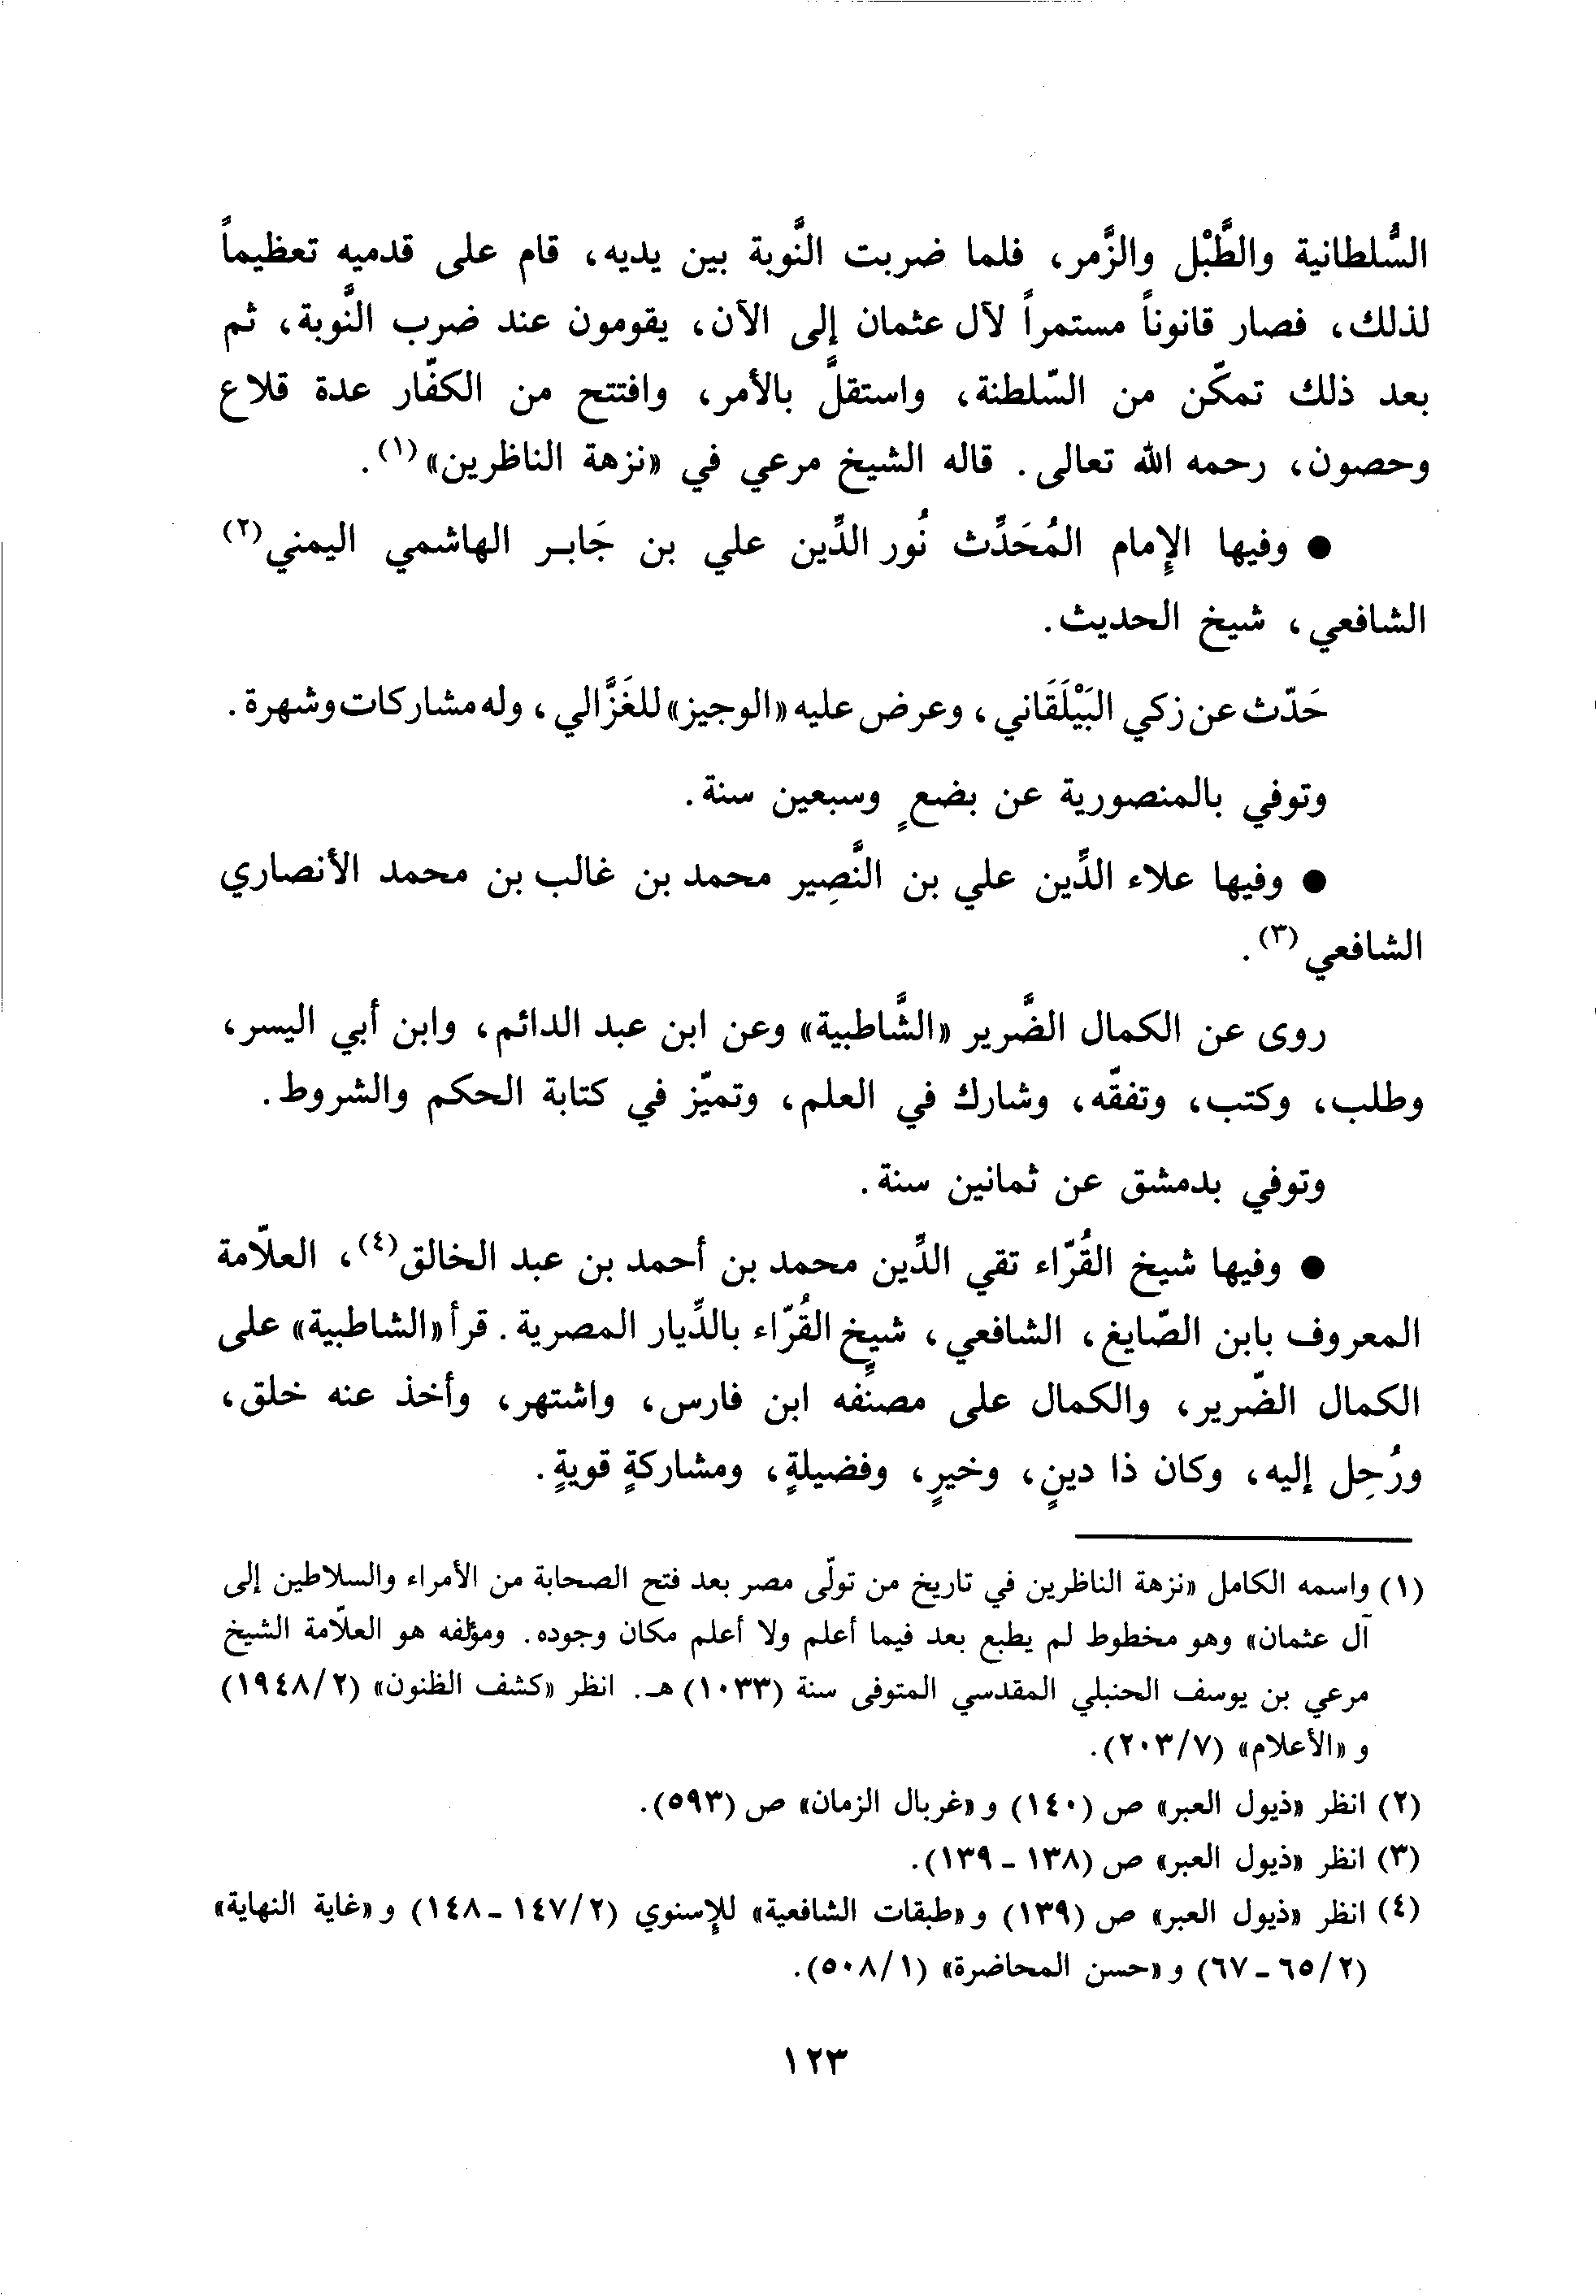 السُّلطانية والطَّبْل والزَّمر، فلما ضربت النَّوبة بين يديه، قام على قدميه تعظيماً
لذلك، فصار قانوناً مستمراً لآل عثمان إلى الآن، يقومون عند ضرب النَّوبة، ثم
بعد ذلك تمكّن من السّلطنة، واستقلَّ بالأمر، وافتتح من الكفّار عدة قلاع
وحصون، رحمه الله تعالى. قاله الشيخ مرعي في «نزهة الناظرين»(١).
● وفيها الإِمام المُحَدِّث نُور الدِّين علي بن جَابـر الهاشمي اليمني(٢)
الشافعي، شيخ الحديث.
حَدّث عن زكي البَيْلَقَاني، وعرض عليه «الوجيز» للغَزَّالي، وله مشاركات وشهرة.
وتوفي بالمنصورية عن بضعٍ وسبعين سنة.
● وفيها علاء الدِّين علي بن النَّصِير محمد بن غالب بن محمد الأنصاري
الشافعي(٣).
روى عن الكمال الضَّرير «الشَّاطبية» وعن ابن عبد الدائم، وابن أبي اليسر،
وطلب، وكتب، وتفقّه، وشارك في العلم، وتميّز في كتابة الحكم والشروط.
وتوفي بدمشق عن ثمانين سنة.
● وفيها شيخ القُرّاء تقي الدِّين محمد بن أحمد بن عبد الخالق(٤)، العلّامة
المعروف بابن الصّايغ، الشافعي، شيخ القُرّاء بالدِّيار المصرية. قرأ «الشاطبية» على
الكمال الضّرير، والكمال على مصنِّفه ابن فارس، واشتهر، وأخذ عنه خلق،
ورُحِل إليه، وكان ذا دينٍ، وخيرٍ، وفضيلةٍ، ومشاركةٍ قويةٍ.
(١) واسمه الكامل «نزهة الناظرين في تاريخ من تولّى مصر بعد فتح الصحابة من الأمراء والسلاطين إلى
آل عثمان» وهو مخطوط لم يطبع بعد فيما أعلم ولا أعلم مكان وجوده. ومؤلفه هو العلّامة الشيخ
مرعي بن يوسف الحنبلي المقدسي المتوفى سنة (١٠٣٣) هـ. انظر «كشف الظنون» (١٩٤٨/٢)
و «الأعلام» (٢٠٣/٧).
(٢) انظر «ذيول العبر» ص (١٤٠) و «غربال الزمان» ص (٥٩٣).
(٣) انظر «ذيول العبر» ص (١٣٨ - ١٣٩).
(٤) انظر «ذيول العبر» ص (١٣٩) و «طبقات الشافعية» للإسنوي (١٤٧/٢ - ١٤٨) و «غاية النهاية»
(٦٥/٢ - ٦٧) و «حسن المحاضرة» (٥٠٨/١).
١٢٣